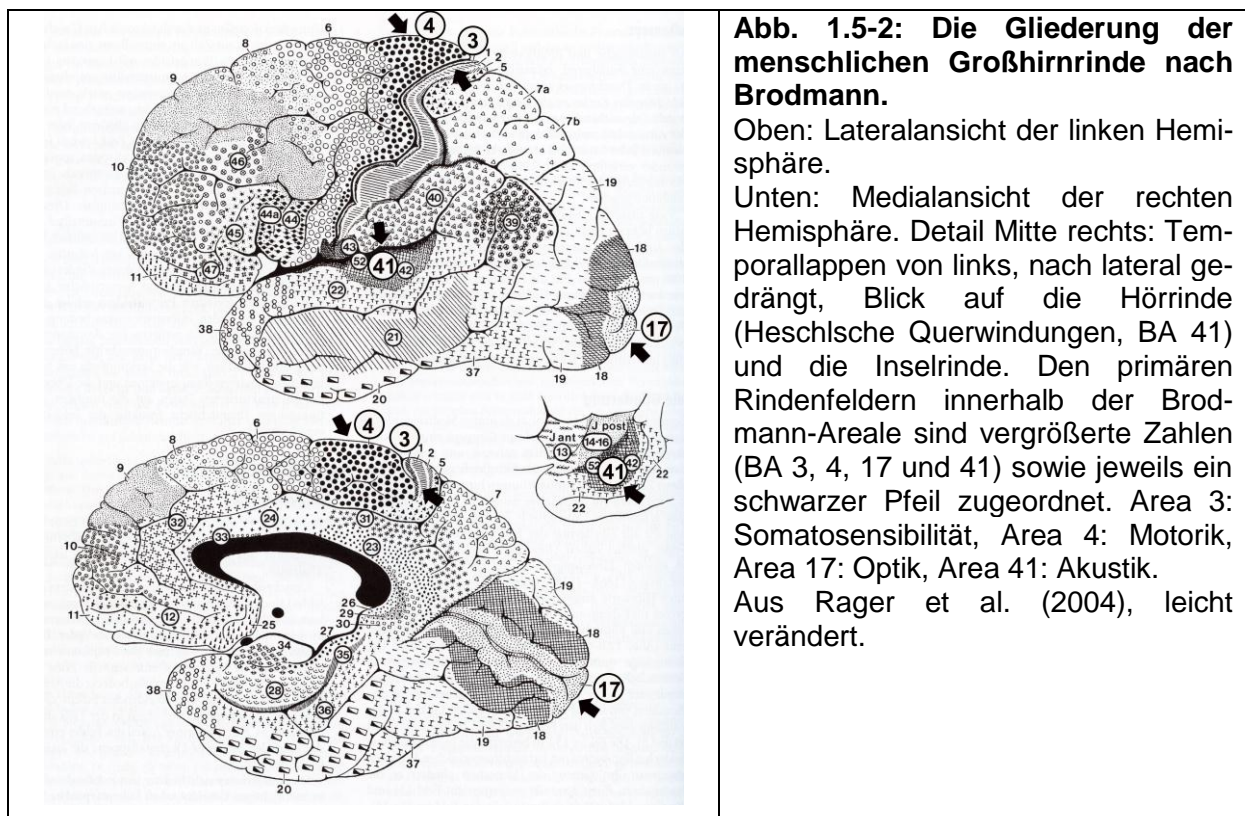 4
3
6
8
1
2
5
9
7a
7b
46
10
19
40
44a
44
39
45
18
43
47
52
41
42
11
22
38
17
21
37
19
18
20
6
4
3
8
1
2
5
9
7
J post
J ant
14-16
13
52
41
42
22
22
32
24
31
33
23
10
19
26
12
29
11
25
30
27
18
34
35
28
17
38
36
19
18
37
20
Abb. 1.5-2: Die Gliederung der
menschlichen Großhirnrinde nach
Brodmann.
Oben: Lateralansicht der linken Hemi-
sphäre.
Unten: Medialansicht der rechten
Hemisphäre. Detail Mitte rechts: Tem-
porallappen von links, nach lateral ge-
drängt, Blick auf die Hörrinde
(Heschlsche Querwindungen, BA 41)
und die Inselrinde. Den primären
Rindenfeldern innerhalb der Brod-
mann-Areale sind vergrößerte Zahlen
(BA 3, 4, 17 und 41) sowie jeweils ein
schwarzer Pfeil zugeordnet. Area 3:
Somatosensibilität, Area 4: Motorik,
Area 17: Optik, Area 41: Akustik.
Aus Rager et al. (2004), leicht
verändert.